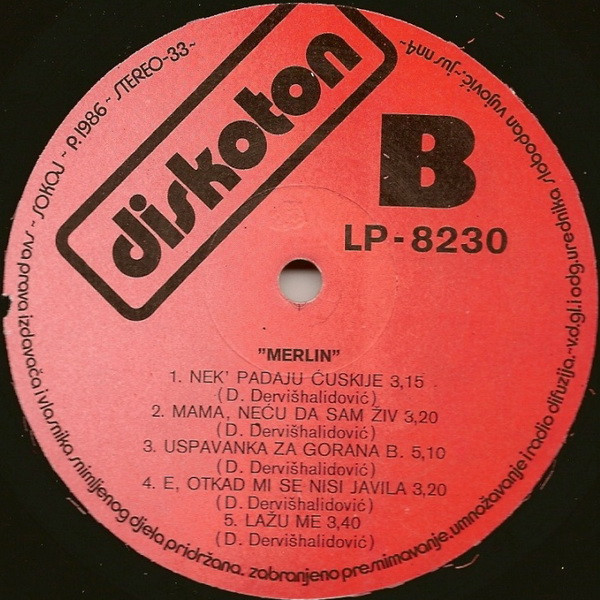 diskoton
B
LP-8230
"MERLIN"
1. NEK' PADAJU ĆUSKIJE 3,15
(D. Dervišhalidović)
2. MAMA, NEĆU DA SAM ŽIV 3,20
(D. Dervišhalidović)
3. USPAVANKA ZA GORANA B. 5,10
(D. Dervišhalidović)
4. E, OTKAD MI SE NISI JAVILA 3,20
(D. Dervišhalidović)
5. LAŽU ME 3,40
(D. Dervišhalidović)
sva prava izdavača i vlasnika snimljenog djela pridržana. zabranjeno presnimavanje. umnožavanje i radio difuzija.-v.d.gl. i odg. urednika slobodan vujović- jus nn4-
SOKOJ - p. 1986 - STEREO-33-